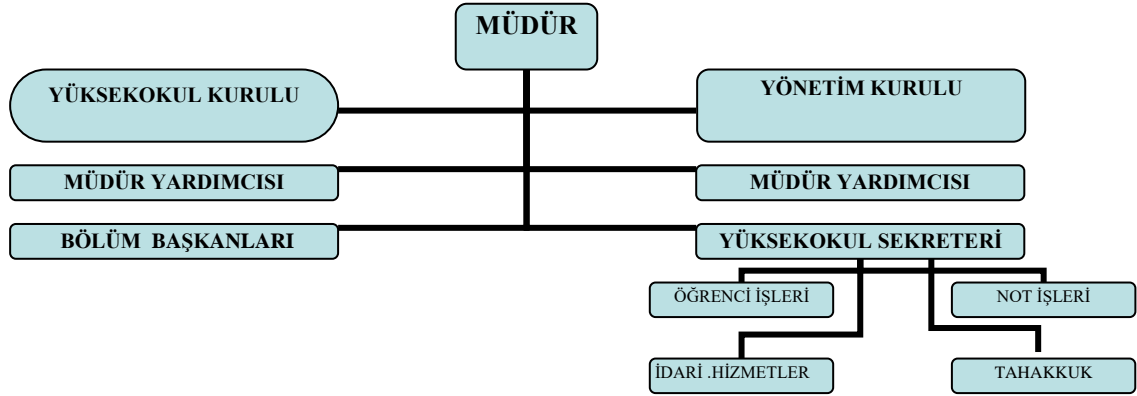 MÜDÜR
YÜKSEKOKUL KURULU
YÖNETİM KURULU
MÜDÜR YARDIMCISI
MÜDÜR YARDIMCISI
BÖLÜM BAŞKANLARI
YÜKSEKOKUL SEKRETERİ
ÖĞRENCİ İŞLERİ
NOT İŞLERİ
İDARİ .HİZMETLER
TAHAKKUK